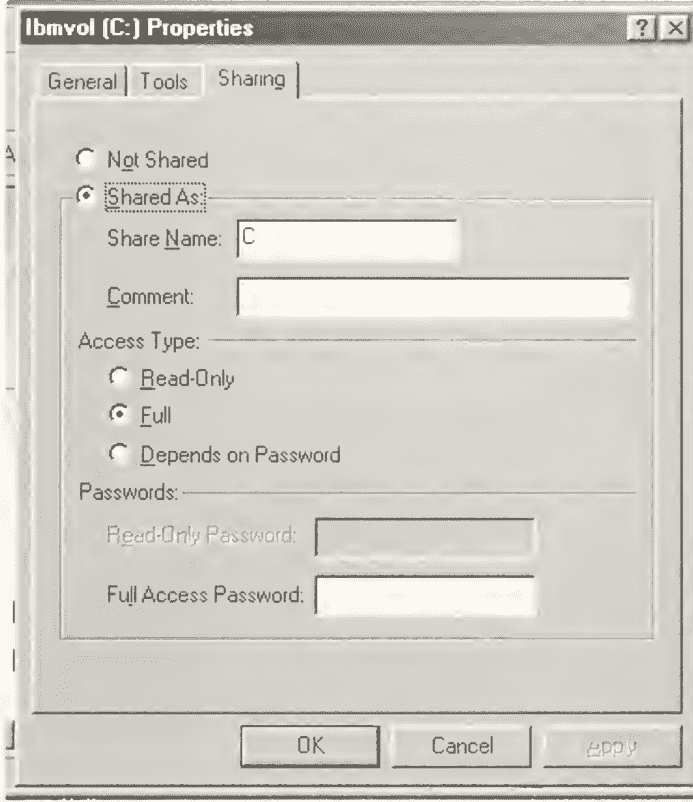 Ibmvol (C:) Properties
General Tools Sharing
Not Shared
Shared As:
Share Name: C
Comment:
Access Type:
Read-Only
Full
Depends on Password
Passwords:
Read-Only Password:
Full Access Password:
OK Cancel Apply